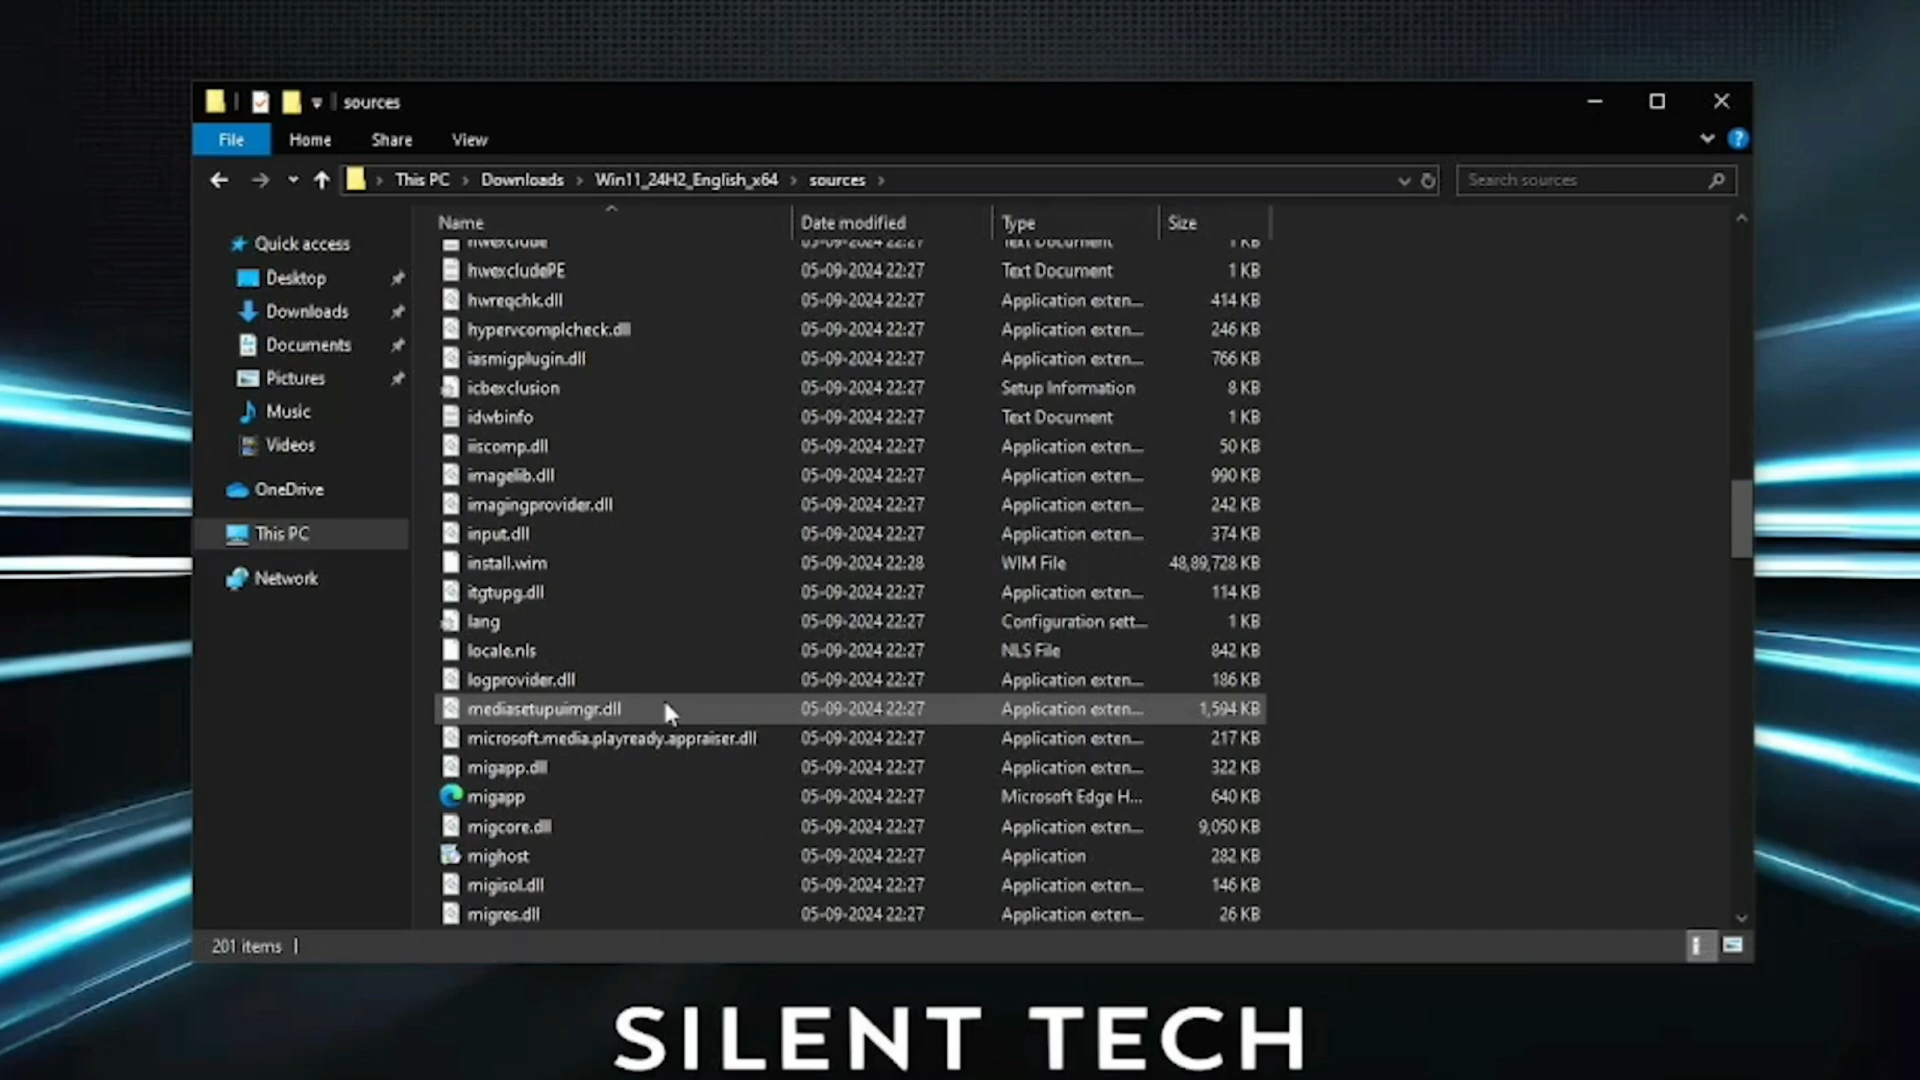 sources
File Home Share View
This PC Downloads Win11_24H2_English_x64 sources Search sources
Name Date modified Type Size
Quick access
Desktop
Downloads
Documents
Pictures
Music
Videos
OneDrive
This PC
Network
hwexclude 05-09-2024 22:27 Text Document 1 KB
hwexcludePE 05-09-2024 22:27 Text Document 1 KB
hwreqchk.dll 05-09-2024 22:27 Application exten... 414 KB
hypervcomplcheck.dll 05-09-2024 22:27 Application exten... 246 KB
iasmigplugin.dll 05-09-2024 22:27 Application exten... 766 KB
icbexclusion 05-09-2024 22:27 Setup Information 8 KB
idwbinfo 05-09-2024 22:27 Text Document 1 KB
iiscomp.dll 05-09-2024 22:27 Application exten... 50 KB
imagelib.dll 05-09-2024 22:27 Application exten... 990 KB
imagingprovider.dll 05-09-2024 22:27 Application exten... 242 KB
input.dll 05-09-2024 22:27 Application exten... 374 KB
install.wim 05-09-2024 22:28 WIM File 48,89,728 KB
itgtupg.dll 05-09-2024 22:27 Application exten... 114 KB
lang 05-09-2024 22:27 Configuration sett... 1 KB
locale.nls 05-09-2024 22:27 NLS File 842 KB
logprovider.dll 05-09-2024 22:27 Application exten... 186 KB
mediasetupuimgr.dll 05-09-2024 22:27 Application exten... 1,594 KB
microsoft.media.playready.appraiser.dll 05-09-2024 22:27 Application exten... 217 KB
migapp.dll 05-09-2024 22:27 Application exten... 322 KB
migapp 05-09-2024 22:27 Microsoft Edge H... 640 KB
migcore.dll 05-09-2024 22:27 Application exten... 9,050 KB
mighost 05-09-2024 22:27 Application 282 KB
migisol.dll 05-09-2024 22:27 Application exten... 146 KB
migres.dll 05-09-2024 22:27 Application exten... 26 KB
201 items
SILENT TECH